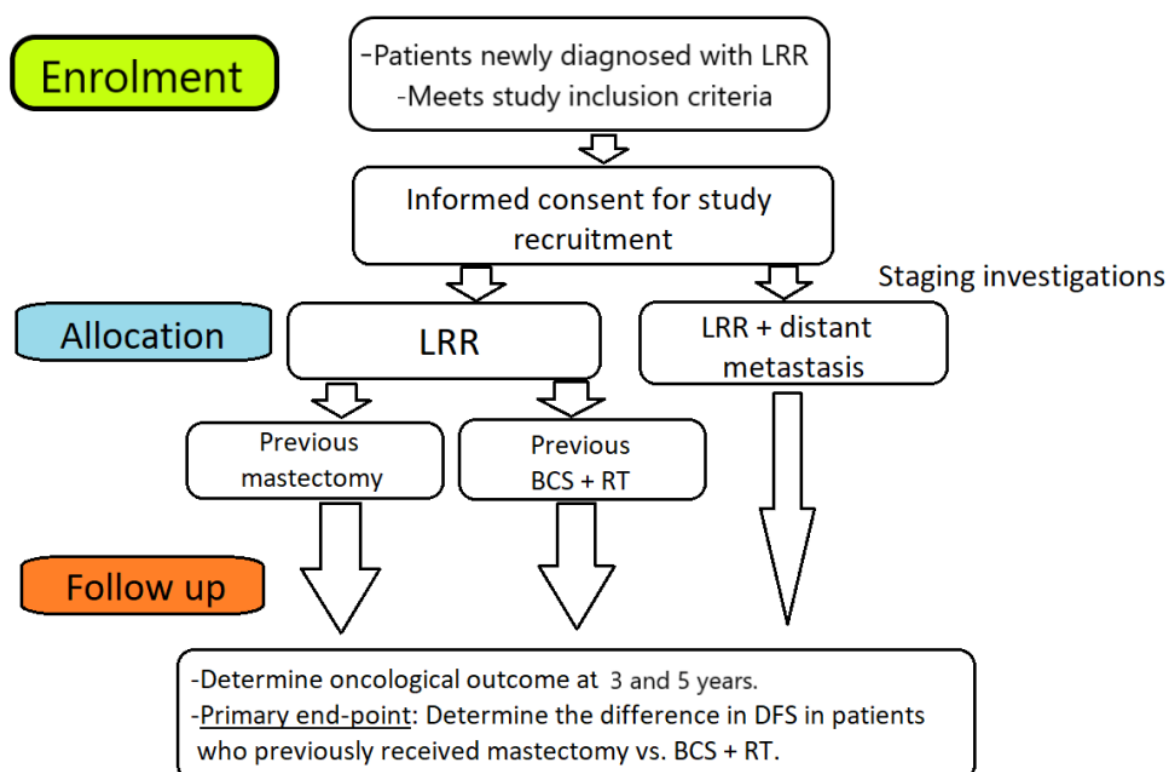 Enrolment
-Patients newly diagnosed with LRR
-Meets study inclusion criteria
Informed consent for study
recruitment
Staging investigations
Allocation
LRR
LRR + distant
metastasis
Previous
mastectomy
Previous
BCS + RT
Follow up
-Determine oncological outcome at 3 and 5 years.
-Primary end-point: Determine the difference in DFS in patients
who previously received mastectomy vs. BCS + RT.